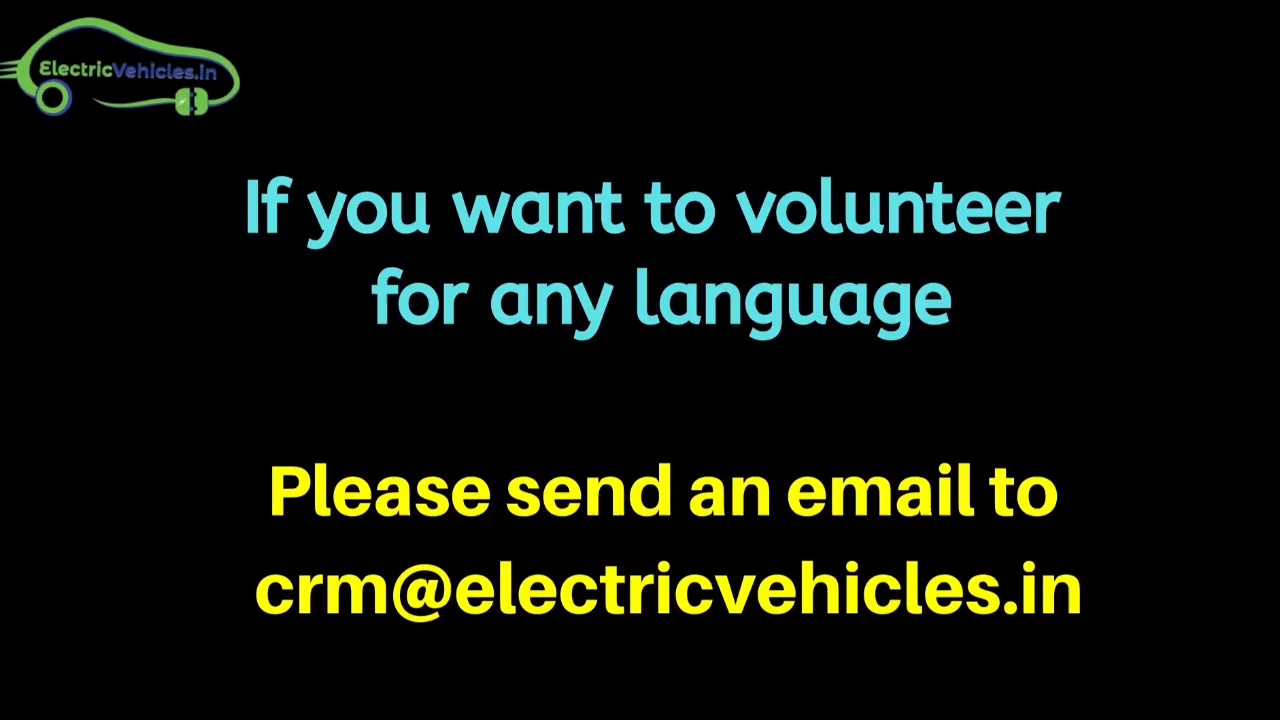 ElectricVehicles.in
If you want to volunteer
for any language
Please send an email to
crm@electricvehicles.in